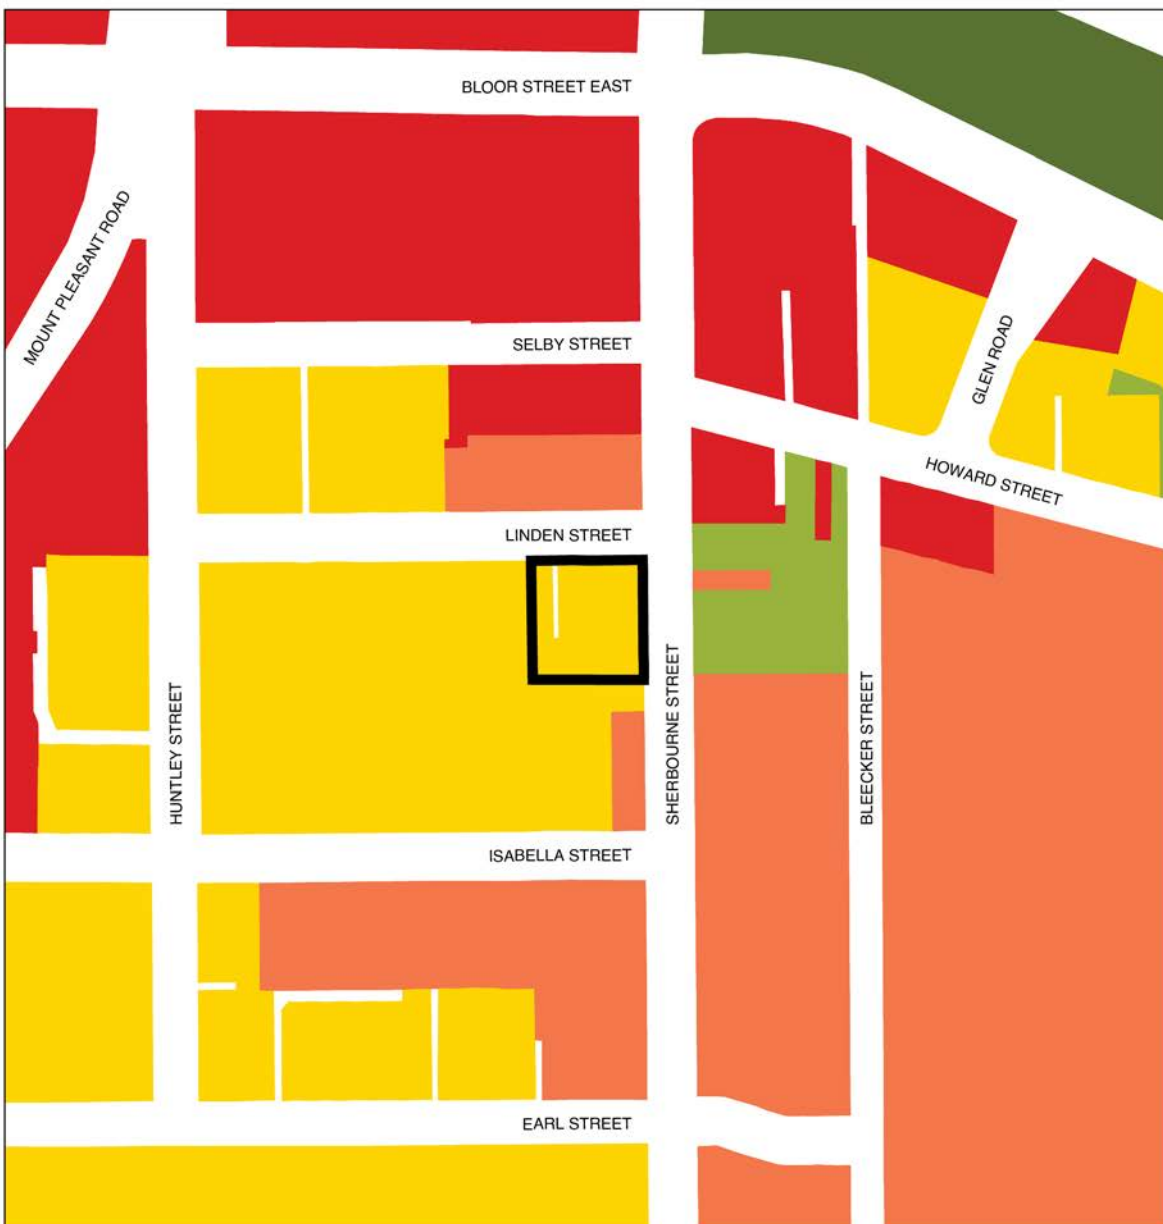 BLOOR STREET EAST
MOUNT PLEASANT ROAD
SELBY STREET
GLEN ROAD
HOWARD STREET
LINDEN STREET
HUNTLEY STREET
SHERBOURNE STREET
BLEECKER STREET
ISABELLA STREET
EARL STREET